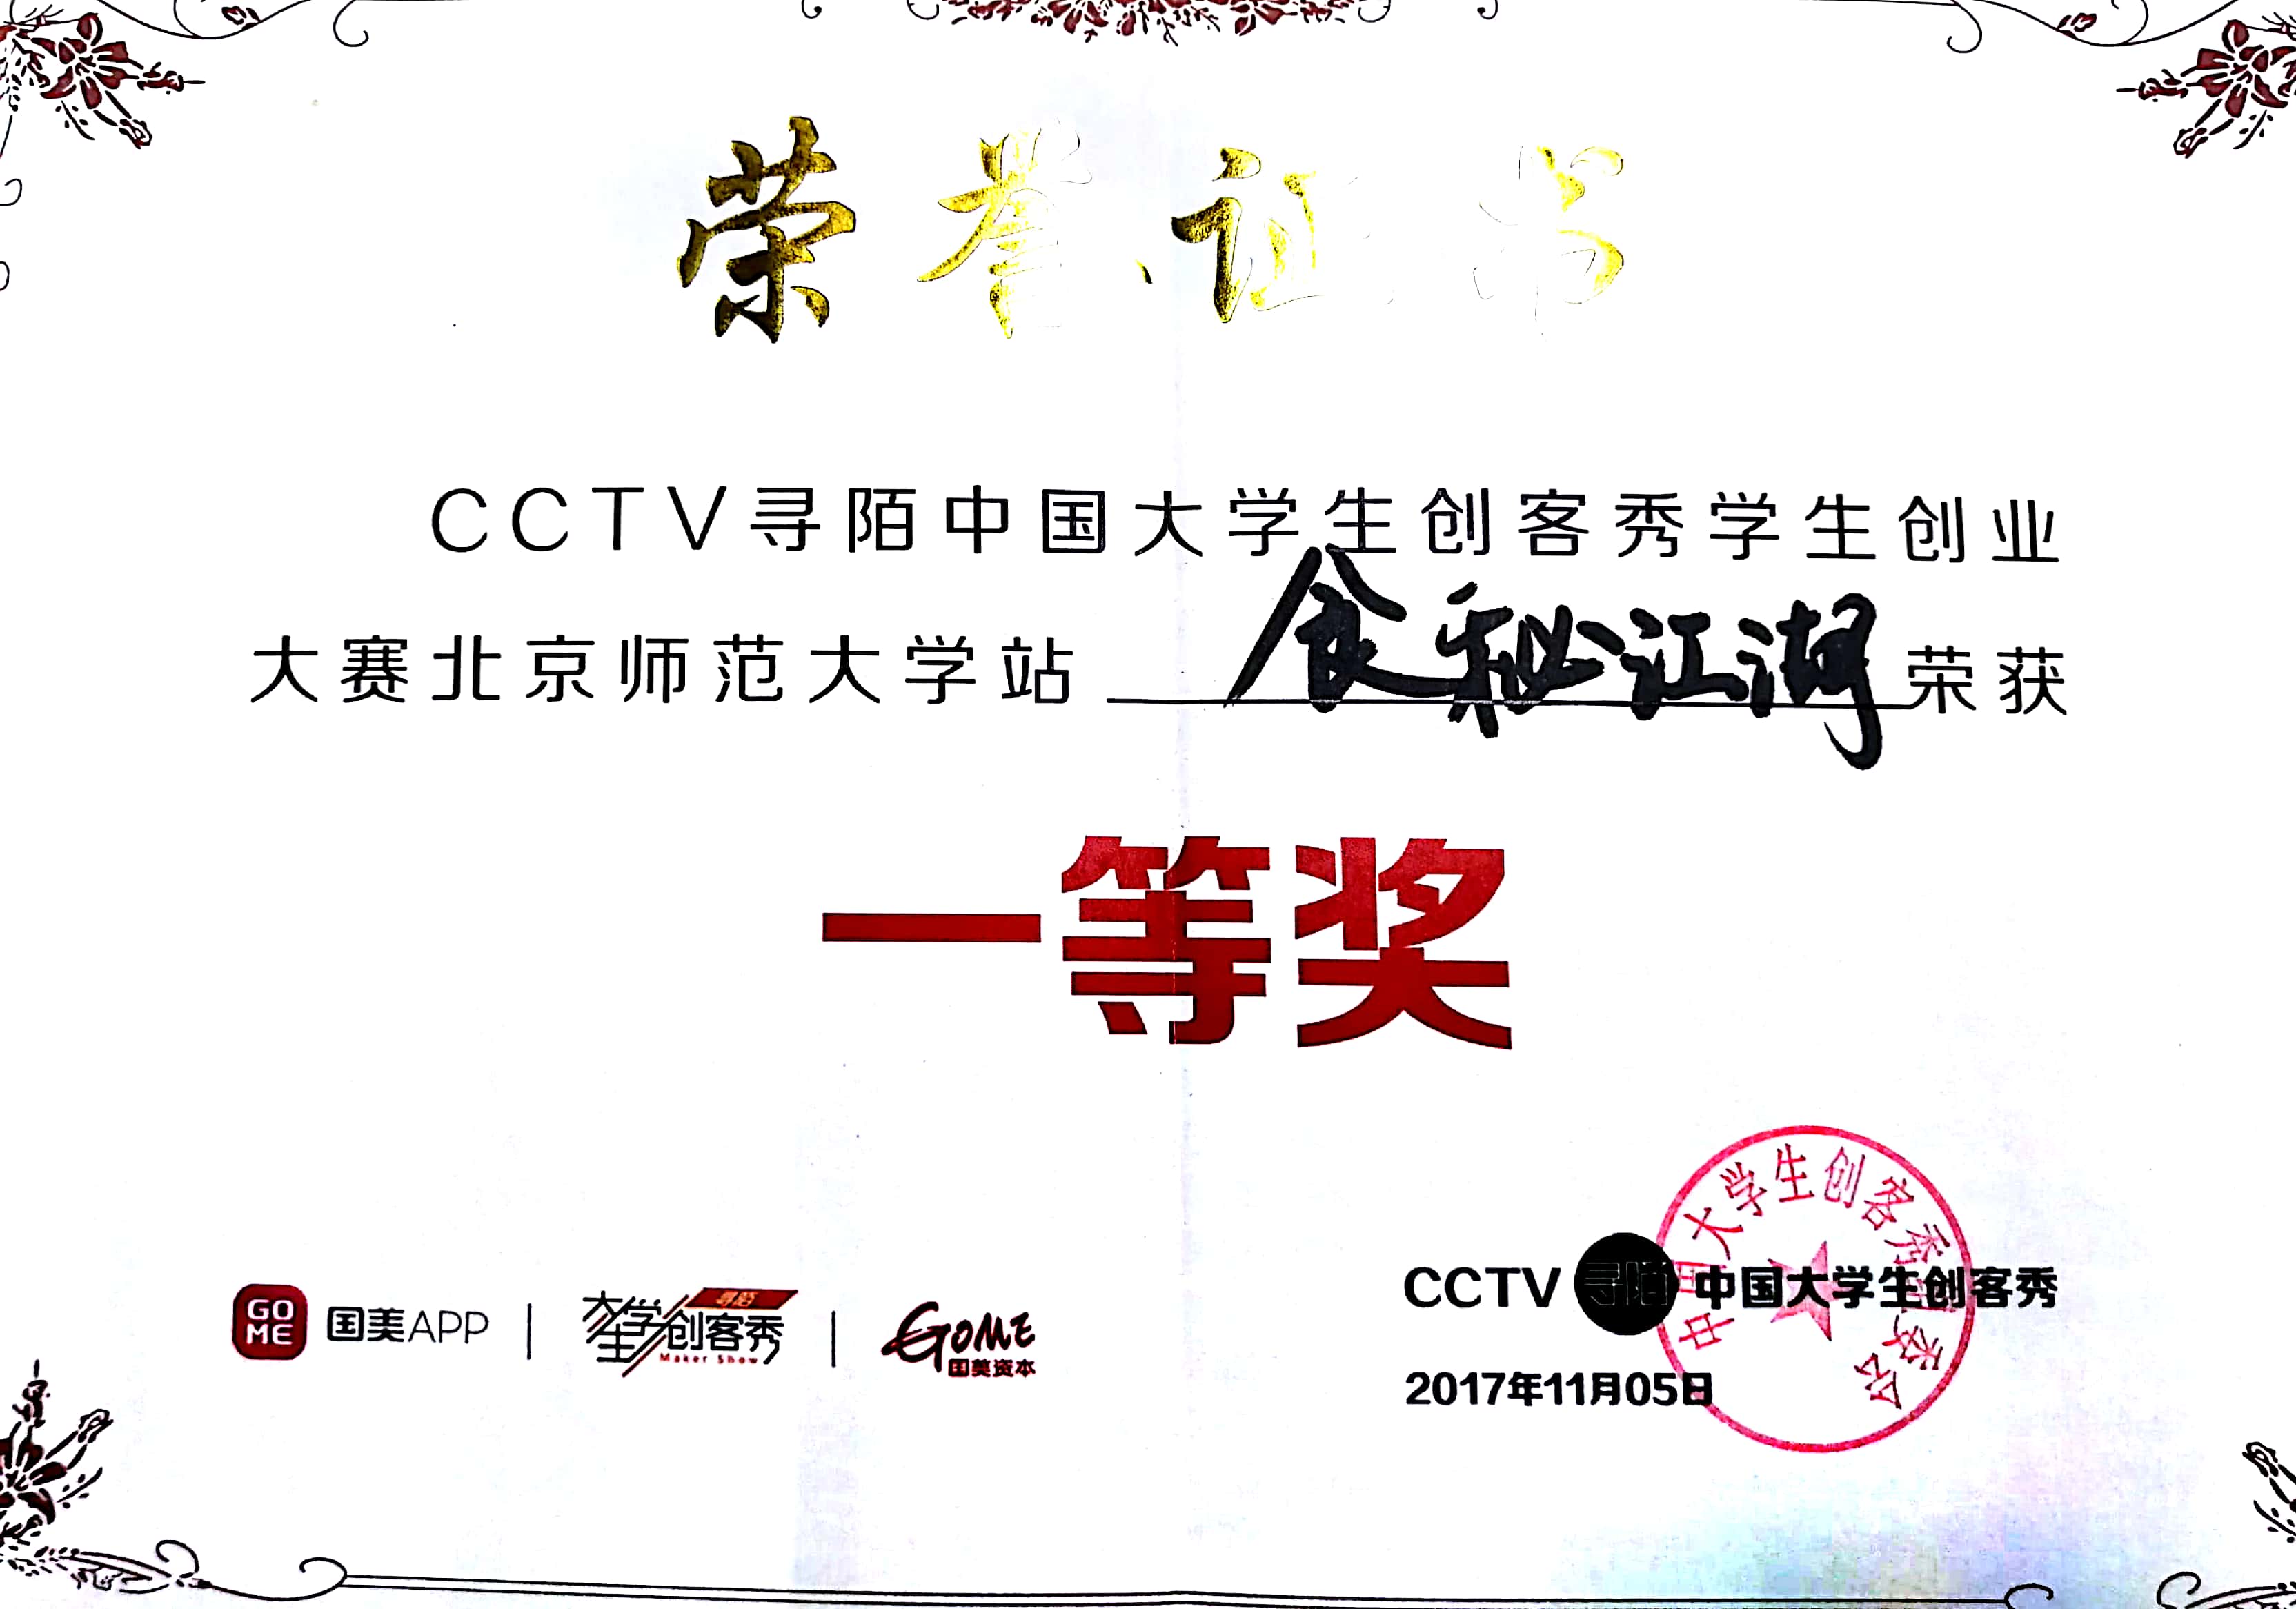 荣誉证书
CCTV寻陌中国大学生创客秀学生创业
大赛北京师范大学站 食秘江湖 荣获
一等奖
GO
ME
国美APP
大学生创客秀
寻陌
Maker Show
GOME
国美资本
CCTV 寻陌 中国大学生创客秀
2017年11月05日
中国大学生创客秀组委会